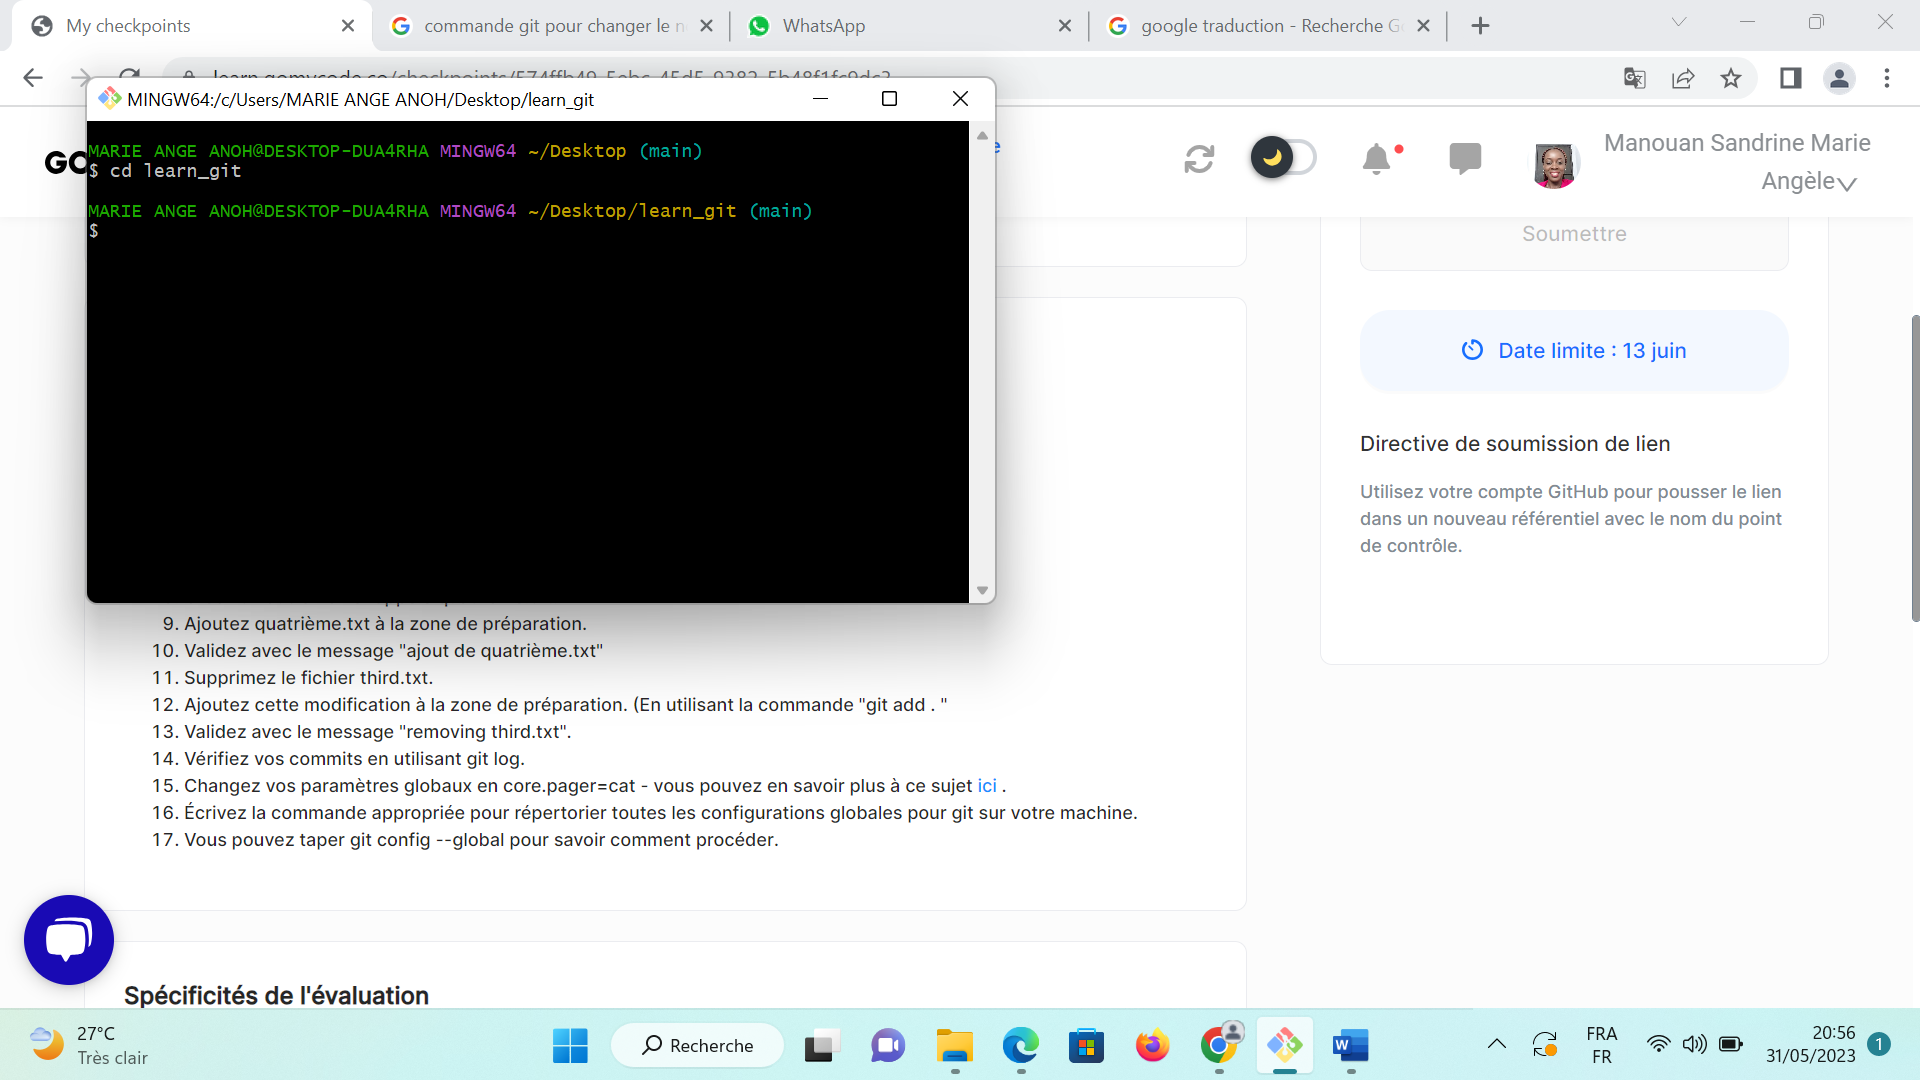 My checkpoints
commande git pour changer le n
WhatsApp
google traduction - Recherche Go
MINGW64:/c/Users/MARIE ANGE ANOH/Desktop/learn_git
MARIE ANGE ANOH@DESKTOP-DUA4RHA MINGW64 ~/Desktop (main)
$ cd learn_git
MARIE ANGE ANOH@DESKTOP-DUA4RHA MINGW64 ~/Desktop/learn_git (main)
$
GO
Manouan Sandrine Marie
Angèle
Soumettre
Date limite : 13 juin
Directive de soumission de lien
Utilisez votre compte GitHub pour pousser le lien
dans un nouveau référentiel avec le nom du point
de contrôle.
9. Ajoutez quatrième.txt à la zone de préparation.
10. Validez avec le message "ajout de quatrième.txt"
11. Supprimez le fichier third.txt.
12. Ajoutez cette modification à la zone de préparation. (En utilisant la commande "git add . "
13. Validez avec le message "removing third.txt".
14. Vérifiez vos commits en utilisant git log.
15. Changez vos paramètres globaux en core.pager=cat - vous pouvez en savoir plus à ce sujet ici .
16. Écrivez la commande appropriée pour répertorier toutes les configurations globales pour git sur votre machine.
17. Vous pouvez taper git config --global pour savoir comment procéder.
Spécificités de l'évaluation
27°C
Très clair
Recherche
FRA
FR
20:56
31/05/2023
1